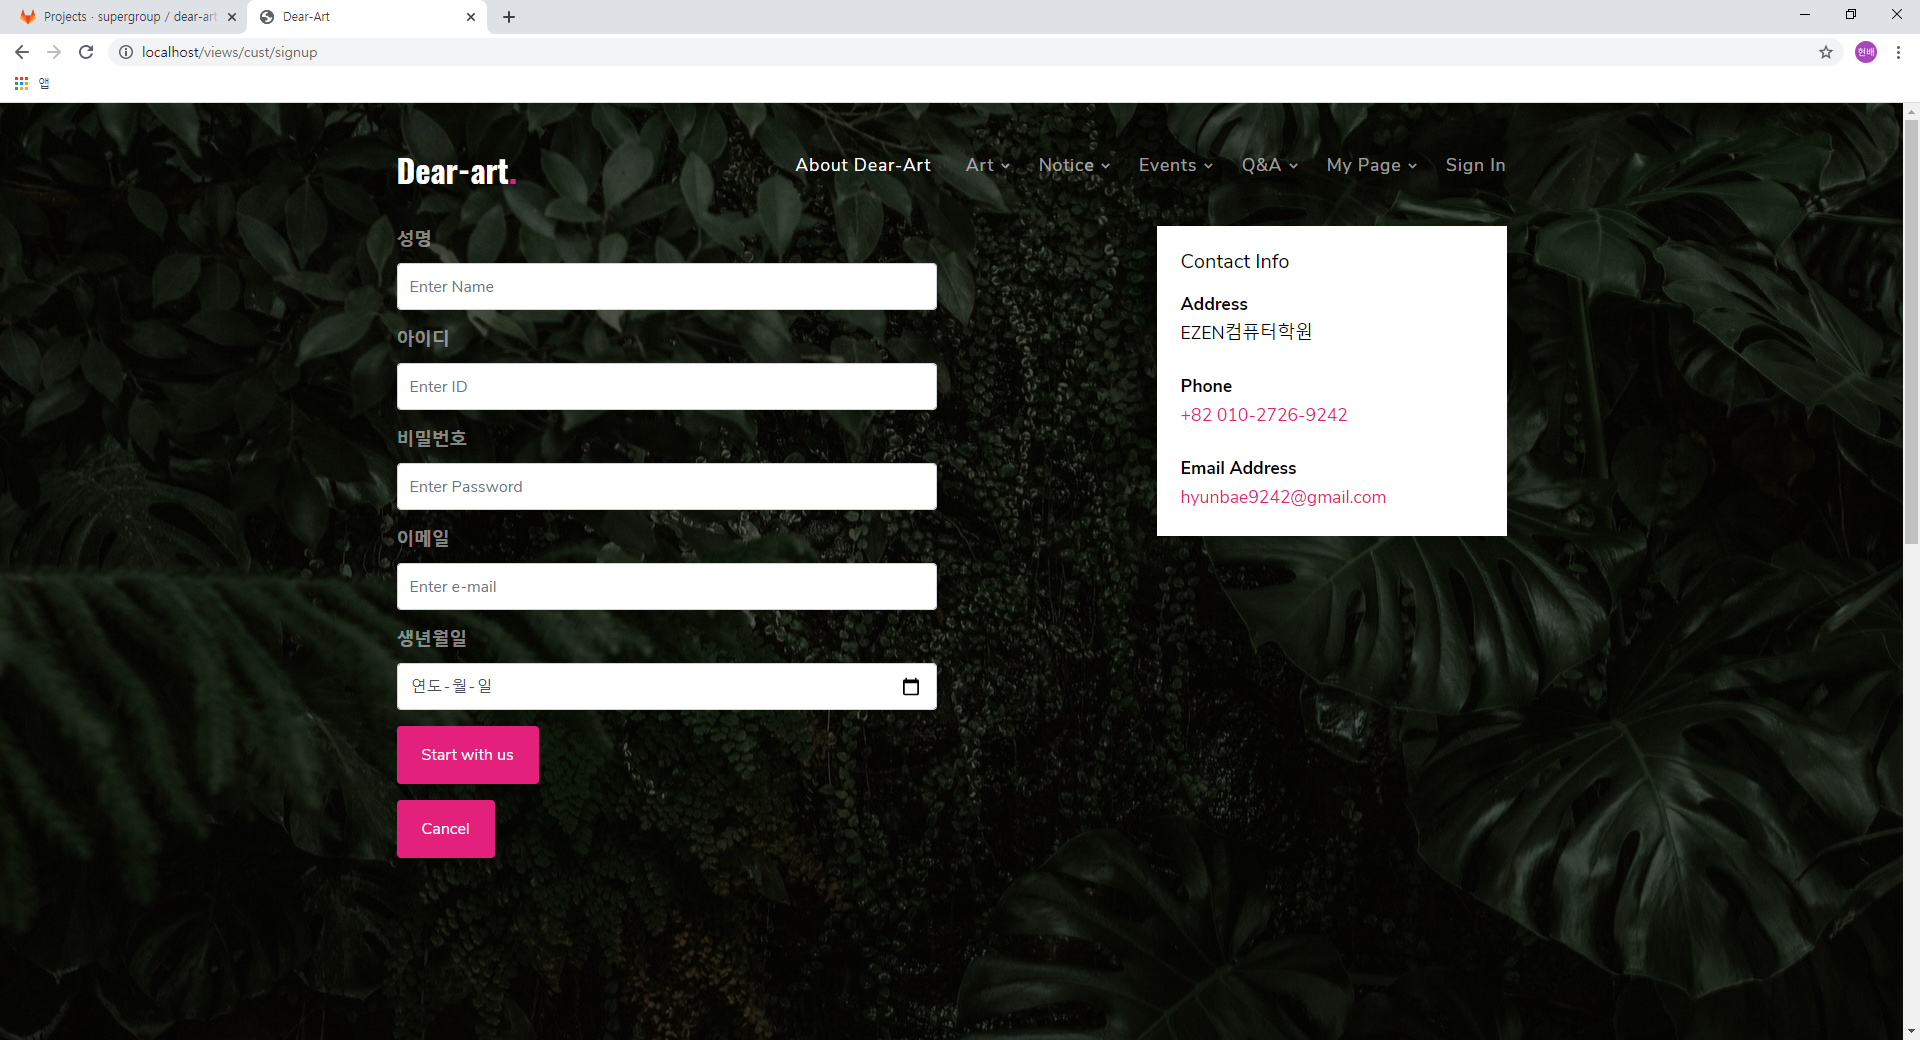 Projects · supergroup / dear-art
Dear-Art
localhost/views/cust/signup
현배
앱
Dear-art.
About Dear-Art Art Notice Events Q&A My Page Sign In
성명
Enter Name
아이디
Enter ID
비밀번호
Enter Password
이메일
Enter e-mail
생년월일
연도-월-일
Start with us
Cancel
Contact Info
Address
EZEN컴퓨터학원
Phone
+82 010-2726-9242
Email Address
hyunbae9242@gmail.com